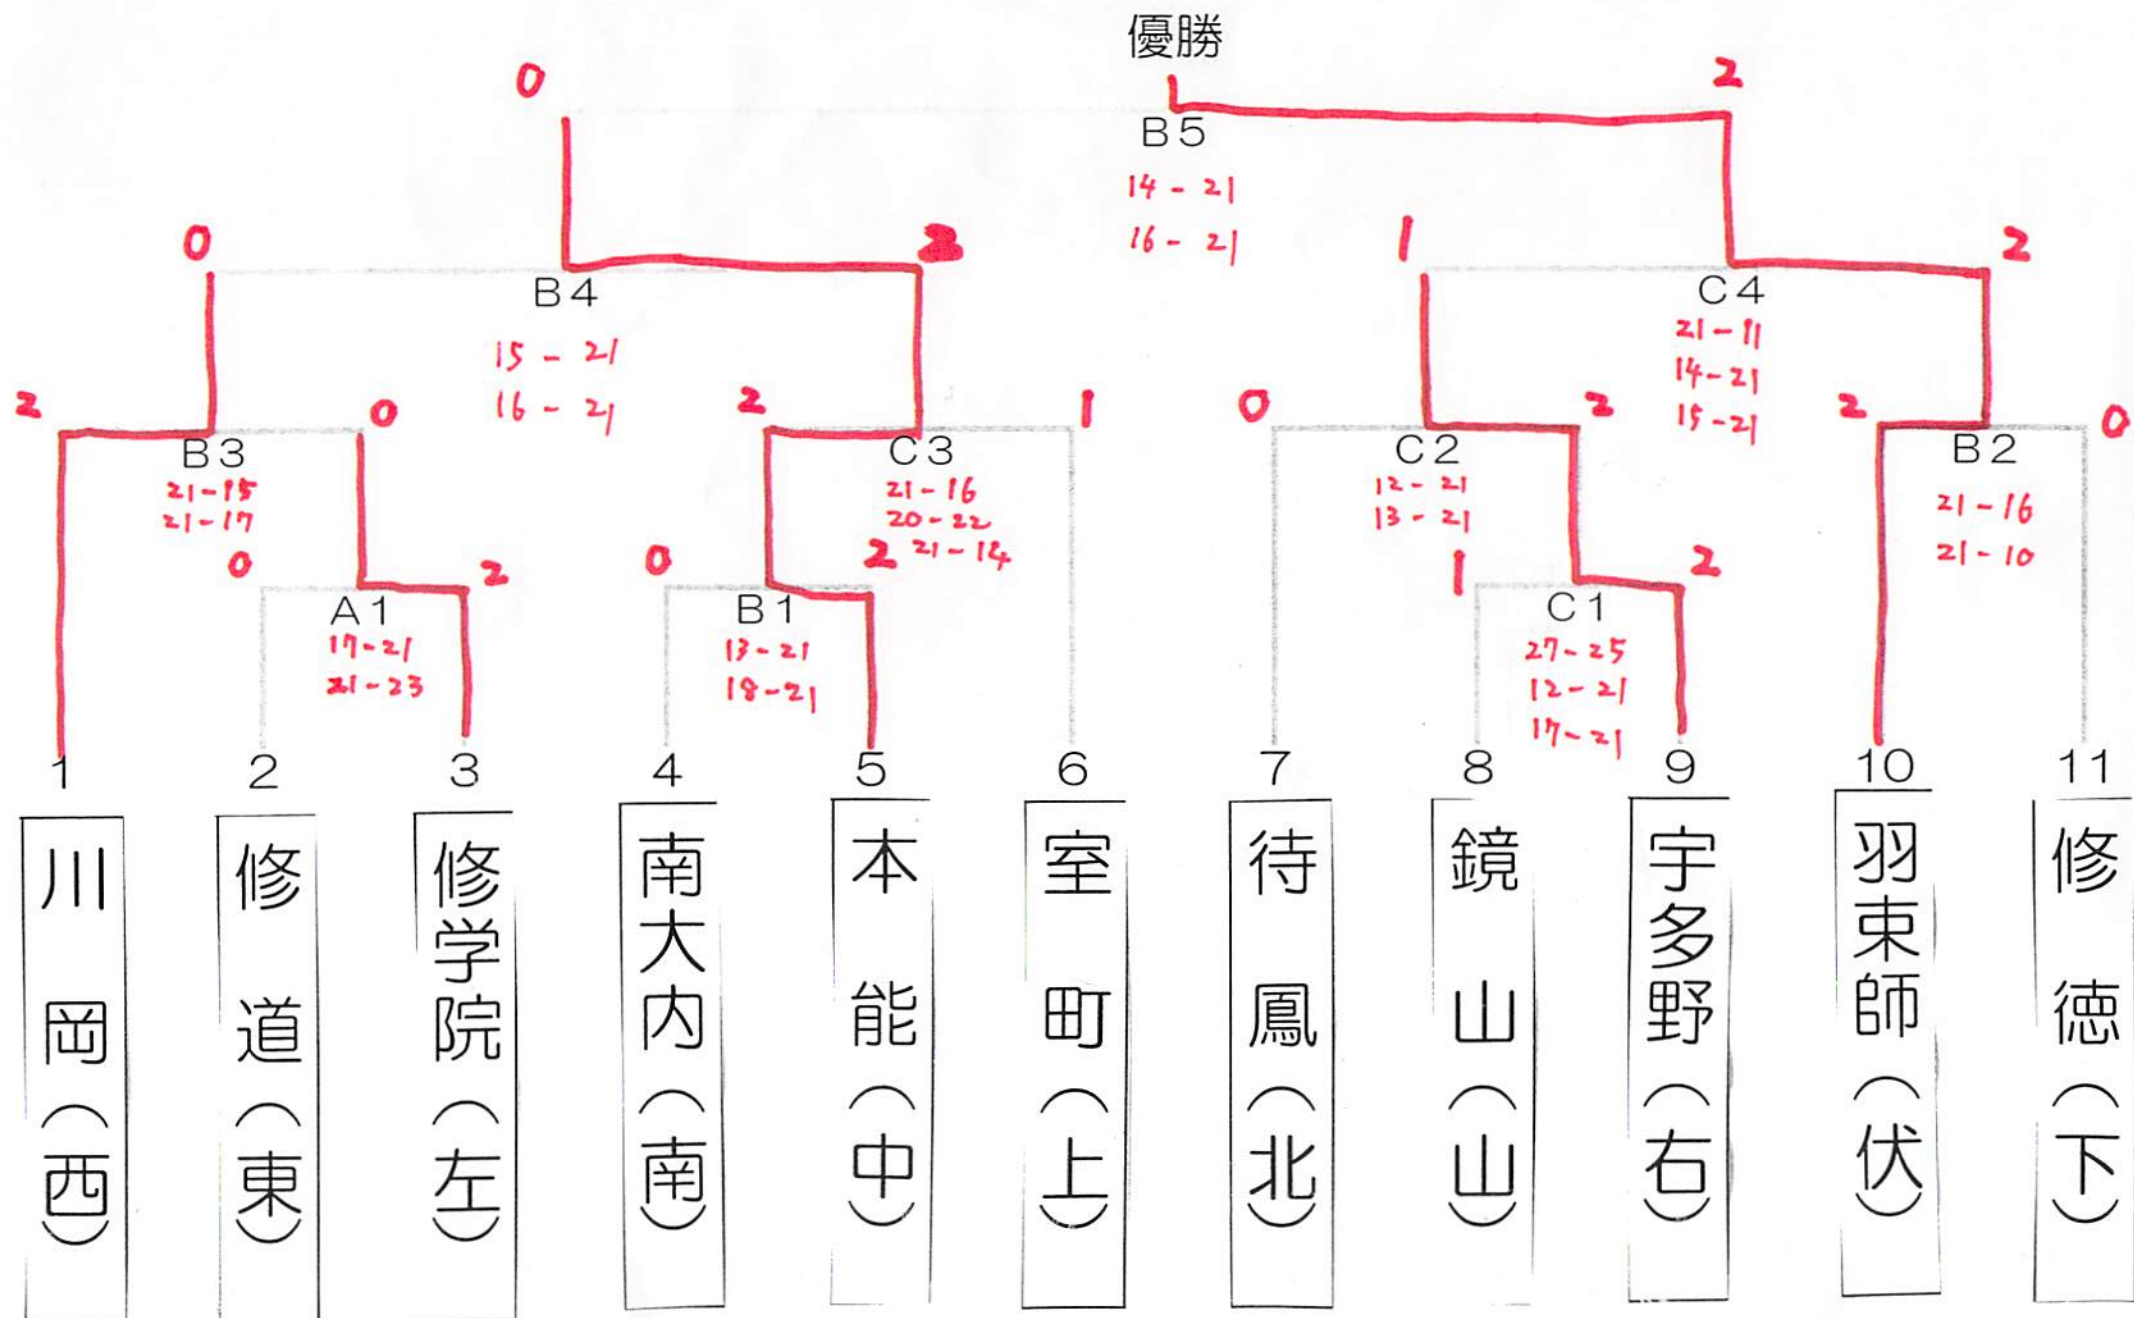 優勝
0
2
B5
14-21
16-21
0
2
1
2
B4
15-21
16-21
C4
21-11
14-21
15-21
2
0
2
1
0
2
2
0
B3
21-15
21-17
C3
21-16
20-22
21-14
C2
12-21
13-21
B2
21-16
21-10
0
2
0
2
1
2
A1
17-21
21-23
B1
13-21
18-21
C1
27-25
12-21
17-21
1
2
3
4
5
6
7
8
9
10
11
川岡(西)
修道(東)
修学院(左)
南大内(南)
本能(中)
室町(上)
待鳳(北)
鏡山(山)
宇多野(右)
羽束師(伏)
修徳(下)